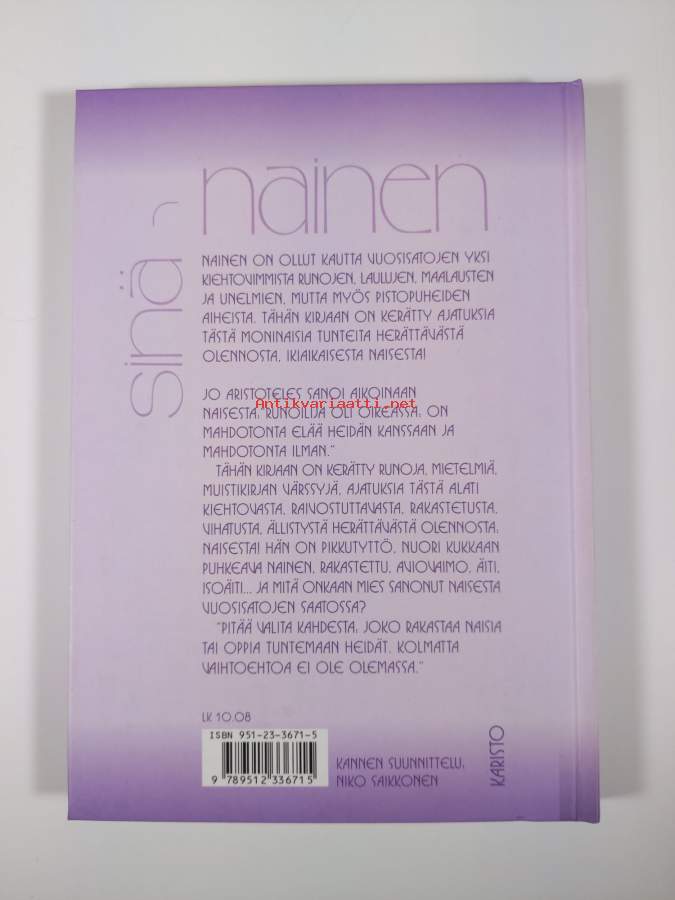 sinä -
nainen
NAINEN ON OLLUT KAUTTA VUOSISATOJEN YKSI
KIEHTOVIMMISTA RUNOJEN, LAULUJEN, MAALAUSTEN
JA UNELMIEN, MUTTA MYÖS PISTOPUHEIDEN
AIHEISTA. TÄHÄN KIRJAAN ON KERÄTTY AJATUKSIA
TÄSTÄ MONINAISIA TUNTEITA HERÄTTÄVÄSTÄ
OLENNOSTA, IKIAIKAISESTA NAISESTA!
JO ARISTOTELES SANOI AIKOINAAN
Antikvariaatti.net
NAISESTA: RUNOILIJA OLI OIKEASSA, ON
MAHDOTONTA ELÄÄ HEIDÄN KANSSAAN JA
MAHDOTONTA ILMAN."
TÄHÄN KIRJAAN ON KERÄTTY RUNOJA, MIETELMIÄ,
MUISTIKIRJAN VÄRSSYJÄ, AJATUKSIA TÄSTÄ ALATI
KIEHTOVASTA, RAIVOSTUTTAVASTA, RAKASTETUSTA,
VIHATUSTA, ÄLLISTYSTÄ HERÄTTÄVÄSTÄ OLENNOSTA,
NAISESTA! HÄN ON PIKKUTYTTÖ, NUORI KUKKAAN
PUHKEAVA NAINEN, RAKASTETTU, AVIOVAIMO, ÄITI,
ISOÄITI... JA MITÄ ONKAAN MIES SANONUT NAISESTA
VUOSISATOJEN SAATOSSA?
"PITÄÄ VALITA KAHDESTA, JOKO RAKASTAA NAISIA
TAI OPPIA TUNTEMAAN HEIDÄT. KOLMATTA
VAIHTOEHTOA EI OLE OLEMASSA."
LK 10.08
ISBN 951-23-3671-5
9 789512 336715
KANNEN SUUNNITTELU:
NIKO SAIKKONEN
KARISTO